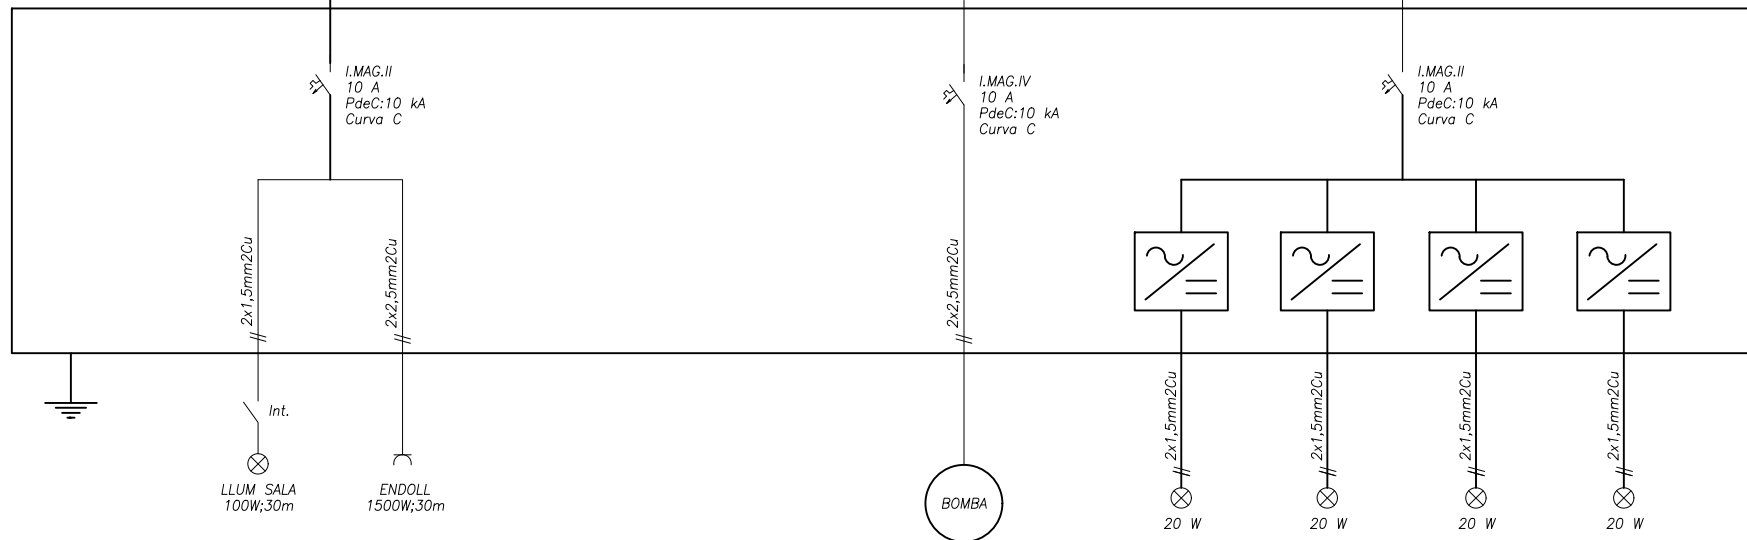 I.MAG.II
10 A
PdeC:10 kA
Curva C
I.MAG.IV
10 A
PdeC:10 kA
Curva C
I.MAG.II
10 A
PdeC:10 kA
Curva C
2x1,5mm2Cu
2x2,5mm2Cu
2x2,5mm2Cu
2x1,5mm2Cu
2x1,5mm2Cu
2x1,5mm2Cu
2x1,5mm2Cu
Int.
LLUM SALA
100W;30m
ENDOLL
1500W;30m
BOMBA
20 W
20 W
20 W
20 W